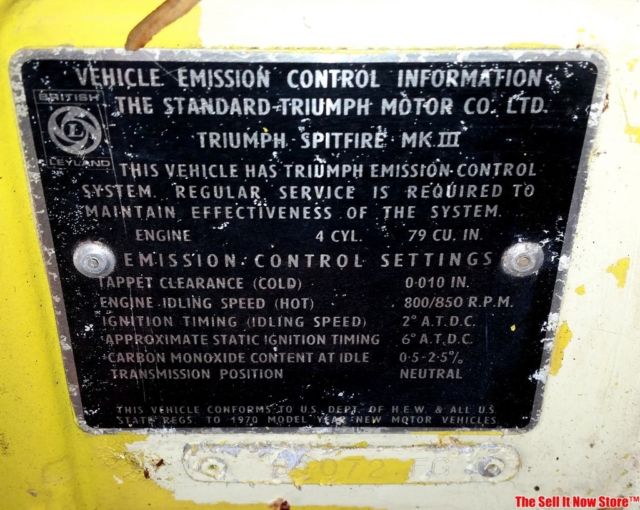 VEHICLE EMISSION CONTROL INFORMATION
BRITISH
L
LEYLAND
THE STANDARD-TRIUMPH MOTOR CO. LTD.
TRIUMPH SPITFIRE MK III
THIS VEHICLE HAS TRIUMPH EMISSION CONTROL
SYSTEM. REGULAR SERVICE IS REQUIRED TO
MAINTAIN EFFECTIVENESS OF THE SYSTEM.
ENGINE 4 CYL. 79 CU. IN.
EMISSION CONTROL SETTINGS
TAPPET CLEARANCE (COLD) 0·010 IN.
ENGINE IDLING SPEED (HOT) 800/850 R.P.M.
IGNITION TIMING (IDLING SPEED) 2° A.T.D.C.
APPROXIMATE STATIC IGNITION TIMING 6° A.T.D.C.
CARBON MONOXIDE CONTENT AT IDLE 0·5-2·5%
TRANSMISSION POSITION NEUTRAL
THIS VEHICLE CONFORMS TO U.S. DEPT. OF H.E.W. & ALL U.S
STATE REGS. TO 1970 MODEL YEAR NEW MOTOR VEHICLES
The Sell It Now Store™